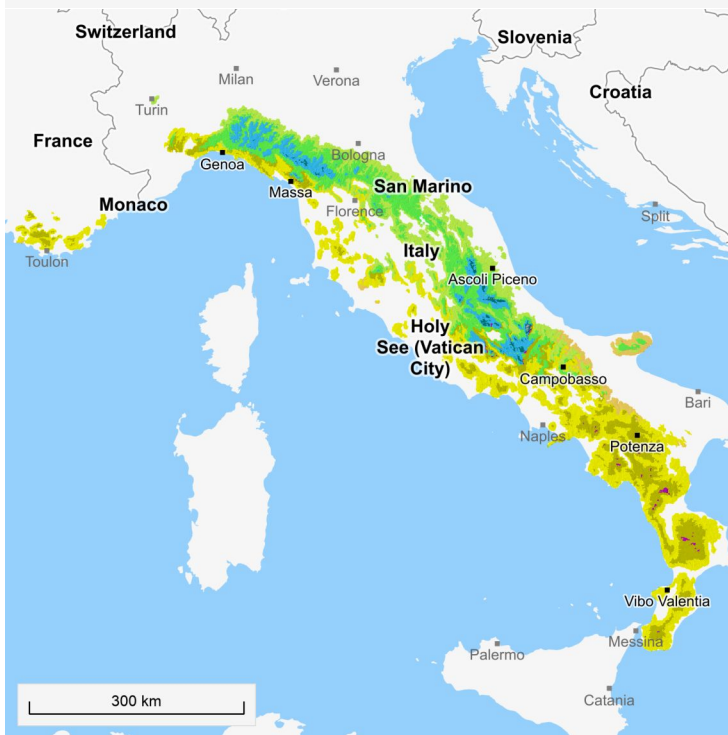 Switzerland
Slovenia
Milan
Verona
Croatia
Turin
France
Bologna
Genoa
Massa
San Marino
Monaco
Florence
Split
Italy
Toulon
Ascoli Piceno
Holy
See (Vatican
City)
Campobasso
Bari
Naples
Potenza
Vibo Valentia
Messina
Palermo
Catania
300 km